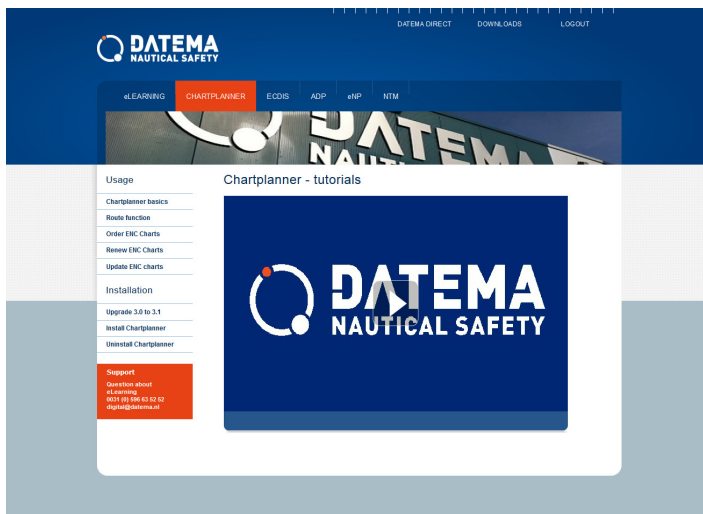 DATEMA DIRECT DOWNLOADS LOGOUT
DATEMA
NAUTICAL SAFETY
eLEARNING CHARTPLANNER ECDIS ADP eNP NTM
DATEMA
NAUTI
Usage
Chartplanner basics
Route function
Order ENC Charts
Renew ENC Charts
Update ENC charts
Installation
Upgrade 3.0 to 3.1
Install Chartplanner
Uninstall Chartplanner
Support
Question about
eLearning
0031 (0) 596 63 52 52
digital@datema.nl
Chartplanner - tutorials
DATEMA
NAUTICAL SAFETY